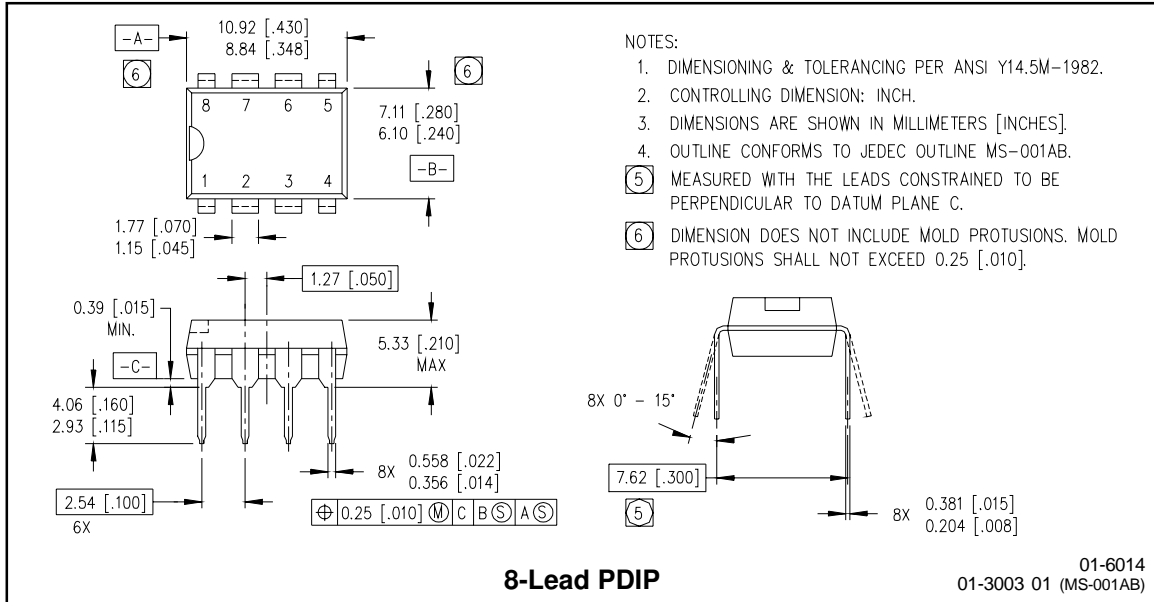 -A-
10.92 [.430]
8.84 [.348]
6
6
8 7 6 5
1 2 3 4
7.11 [.280]
6.10 [.240]
-B-
1.77 [.070]
1.15 [.045]
1.27 [.050]
0.39 [.015]
MIN.
-C-
5.33 [.210]
MAX
4.06 [.160]
2.93 [.115]
2.54 [.100]
6X
8X 0.558 [.022]
0.356 [.014]
⌖ 0.25 [.010] Ⓜ C B Ⓢ A Ⓢ
NOTES:
1. DIMENSIONING & TOLERANCING PER ANSI Y14.5M-1982.
2. CONTROLLING DIMENSION: INCH.
3. DIMENSIONS ARE SHOWN IN MILLIMETERS [INCHES].
4. OUTLINE CONFORMS TO JEDEC OUTLINE MS-001AB.
5 MEASURED WITH THE LEADS CONSTRAINED TO BE
PERPENDICULAR TO DATUM PLANE C.
6 DIMENSION DOES NOT INCLUDE MOLD PROTUSIONS. MOLD
PROTUSIONS SHALL NOT EXCEED 0.25 [.010].
8X 0° - 15°
7.62 [.300]
5
8X 0.381 [.015]
0.204 [.008]
8-Lead PDIP
01-6014
01-3003 01 (MS-001AB)